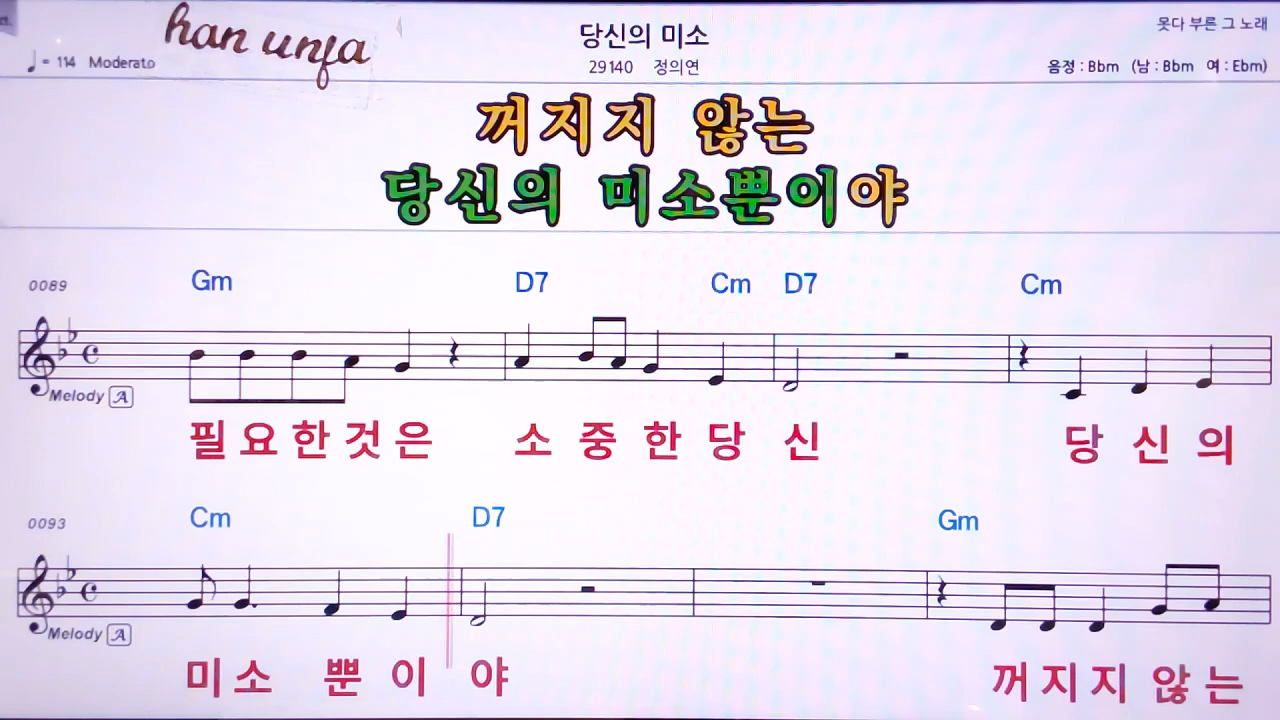 han unfa
당신의 미소
못다 부른 그 노래
♩= 114 Moderato
29140 정의연
음정 : Bbm (남 : Bbm 여 : Ebm)
꺼지지 않는
당신의 미소뿐이야
0089 Gm D7 Cm D7 Cm
Melody A
필요한것은 소중한당신 당신의
0093 Cm D7 Gm
Melody A
미소 뿐이야 꺼지지않는